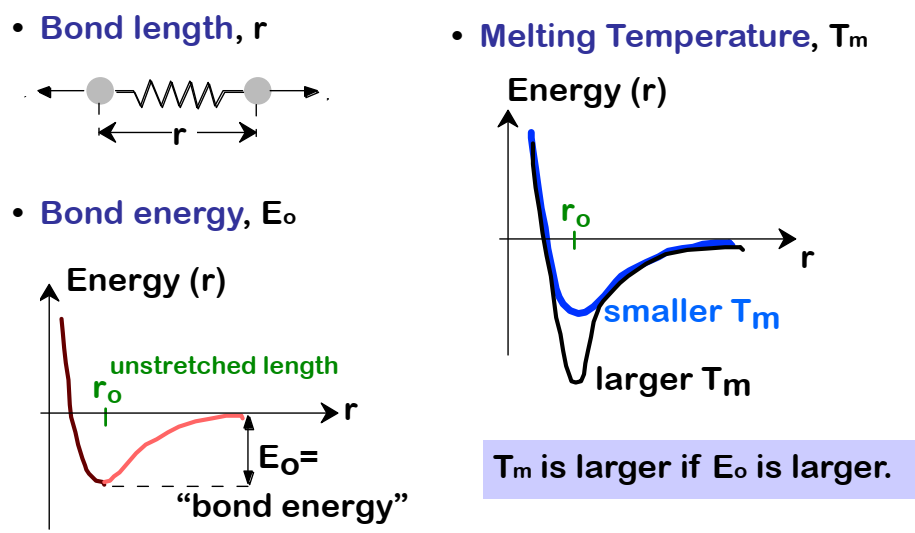 • Bond length, r
r
• Bond energy, Eo
Energy (r)
unstretched length
ro
r
Eo=
“bond energy”
• Melting Temperature, Tm
Energy (r)
ro
r
smaller Tm
larger Tm
Tm is larger if Eo is larger.